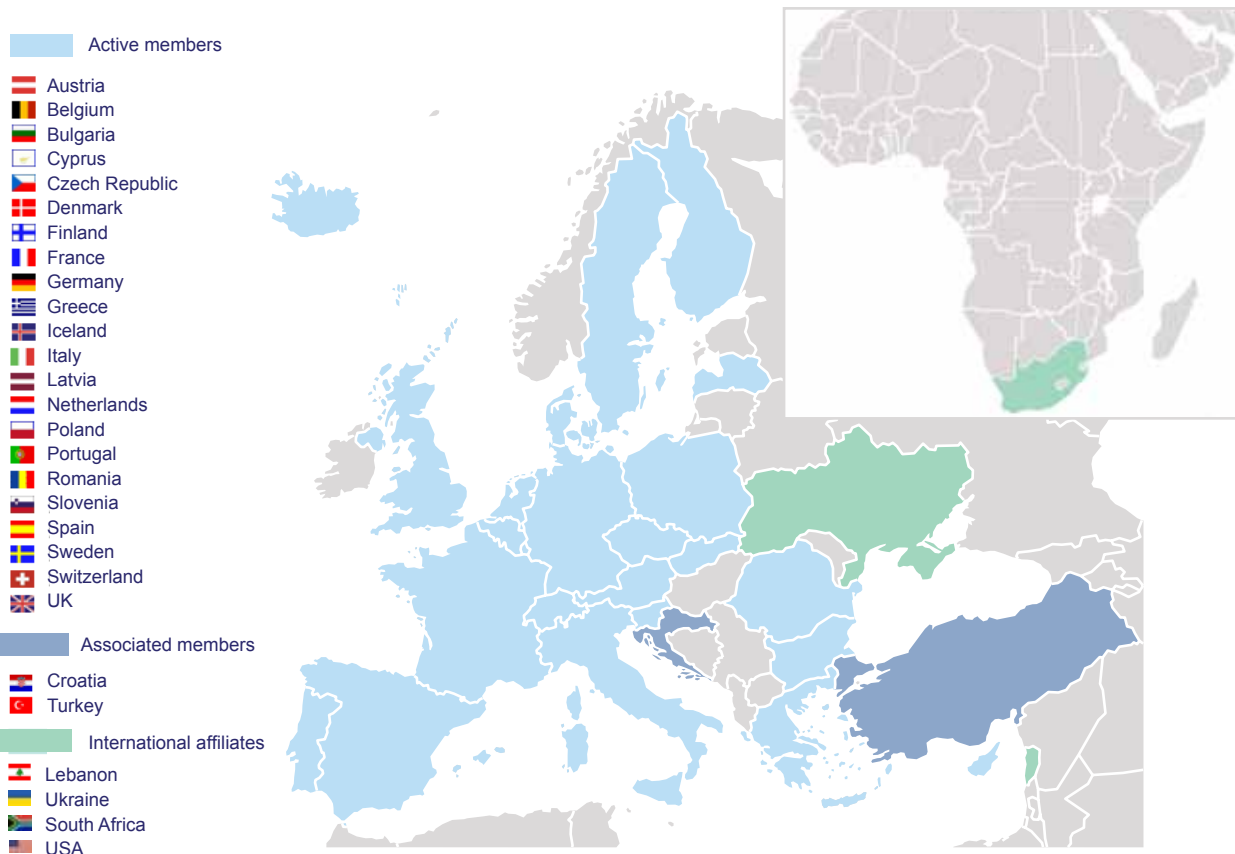 Active members
Austria
Belgium
Bulgaria
Cyprus
Czech Republic
Denmark
Finland
France
Germany
Greece
Iceland
Italy
Latvia
Netherlands
Poland
Portugal
Romania
Slovenia
Spain
Sweden
Switzerland
UK
Associated members
Croatia
Turkey
International affiliates
Lebanon
Ukraine
South Africa
USA